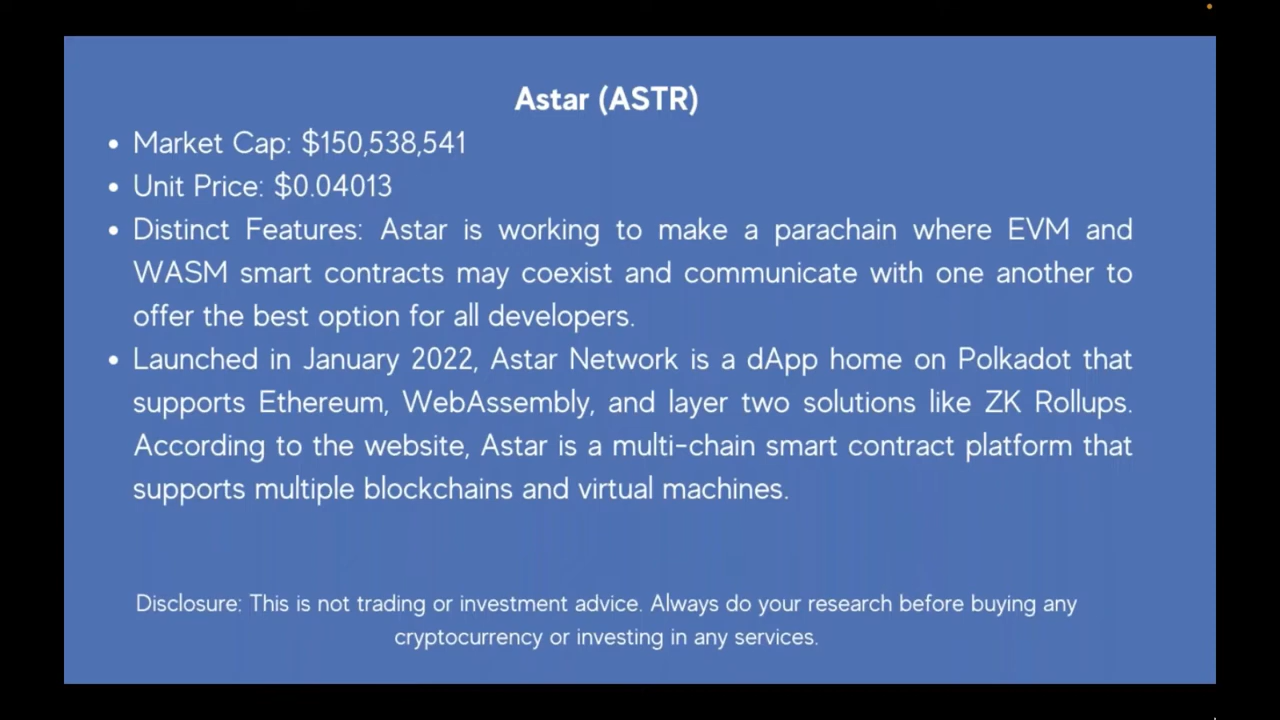 Astar (ASTR)
• Market Cap: $150,538,541
• Unit Price: $0.04013
• Distinct Features: Astar is working to make a parachain where EVM and
WASM smart contracts may coexist and communicate with one another to
offer the best option for all developers.
• Launched in January 2022, Astar Network is a dApp home on Polkadot that
supports Ethereum, WebAssembly, and layer two solutions like ZK Rollups.
According to the website, Astar is a multi-chain smart contract platform that
supports multiple blockchains and virtual machines.
Disclosure: This is not trading or investment advice. Always do your research before buying any
cryptocurrency or investing in any services.